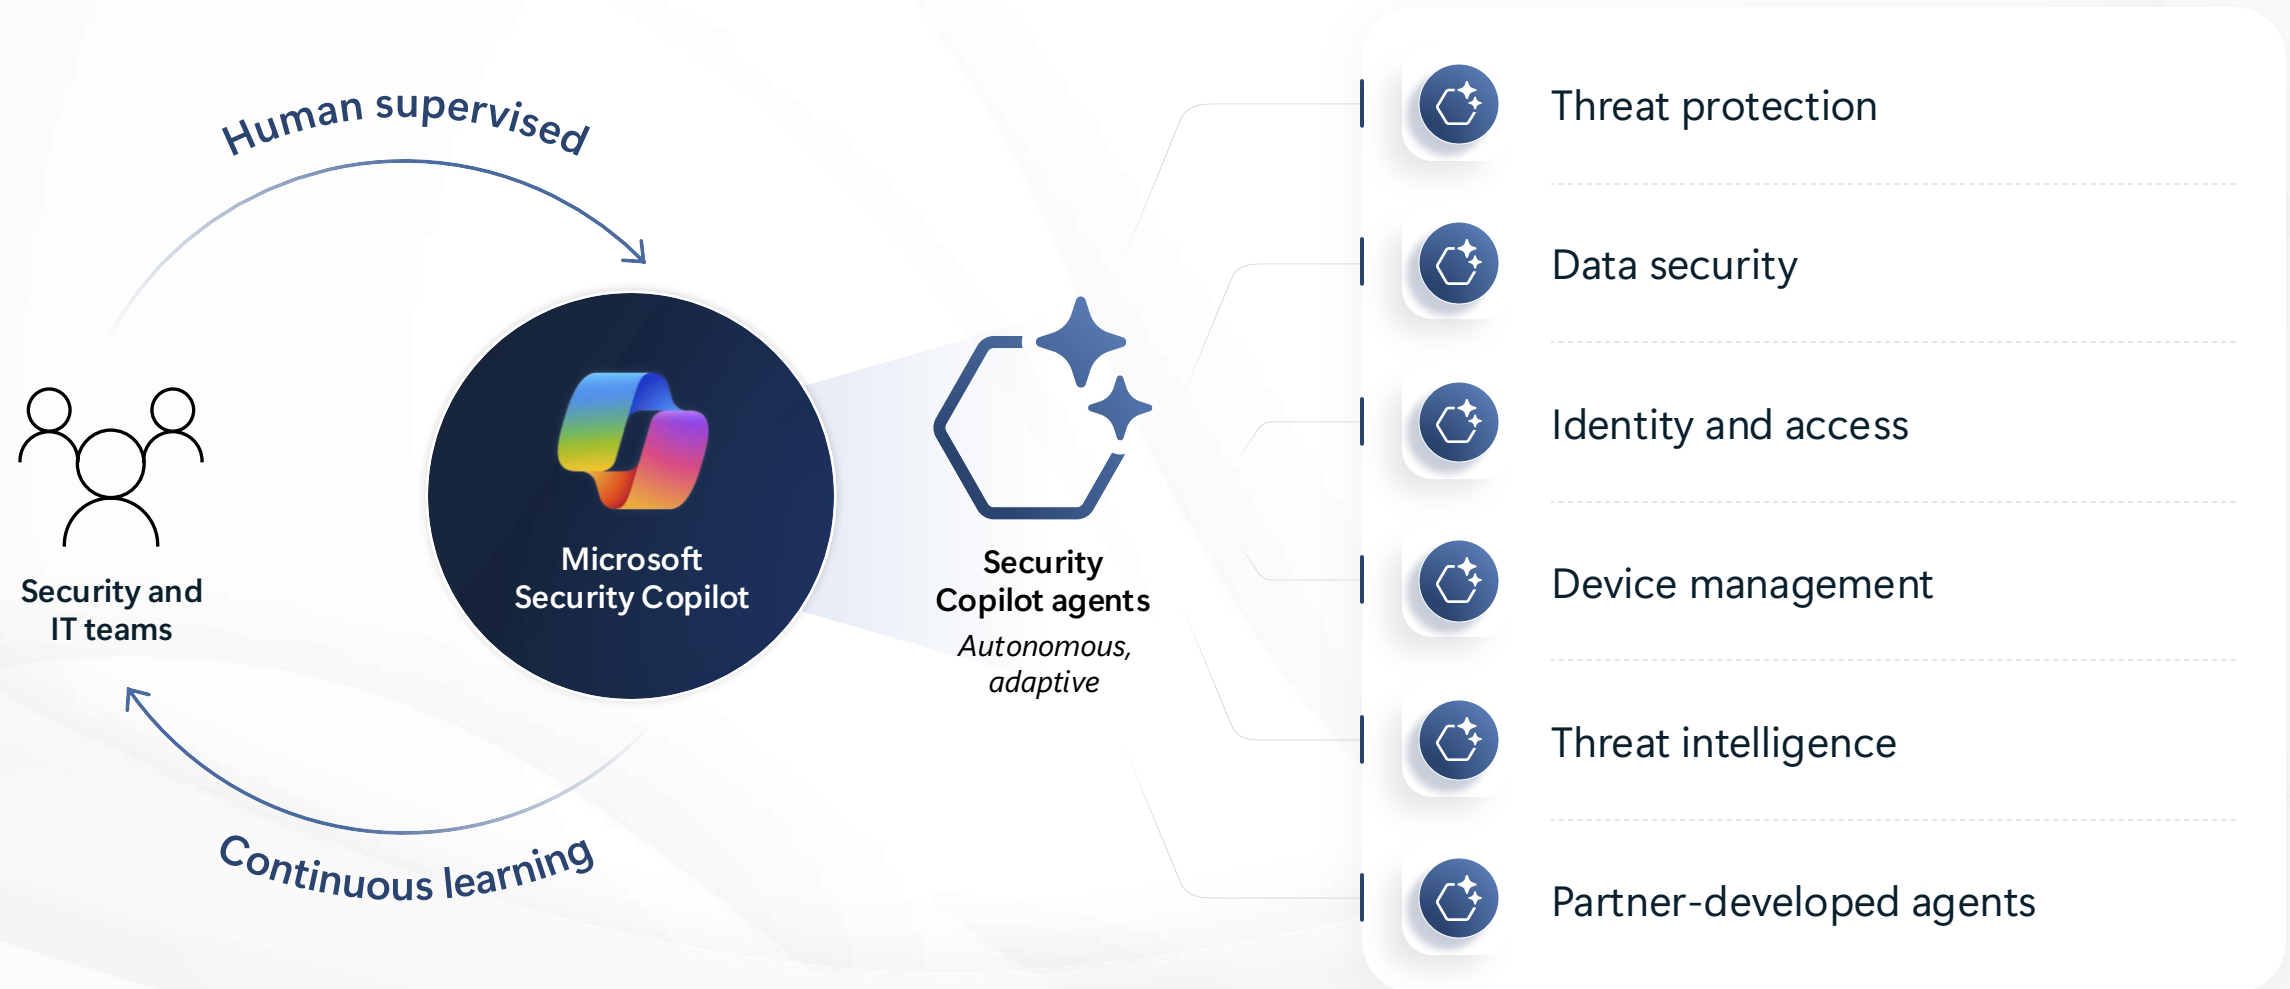 Human supervised
Security and
IT teams
Continuous learning
Microsoft
Security Copilot
Security
Copilot agents
Autonomous,
adaptive
Threat protection
Data security
Identity and access
Device management
Threat intelligence
Partner-developed agents